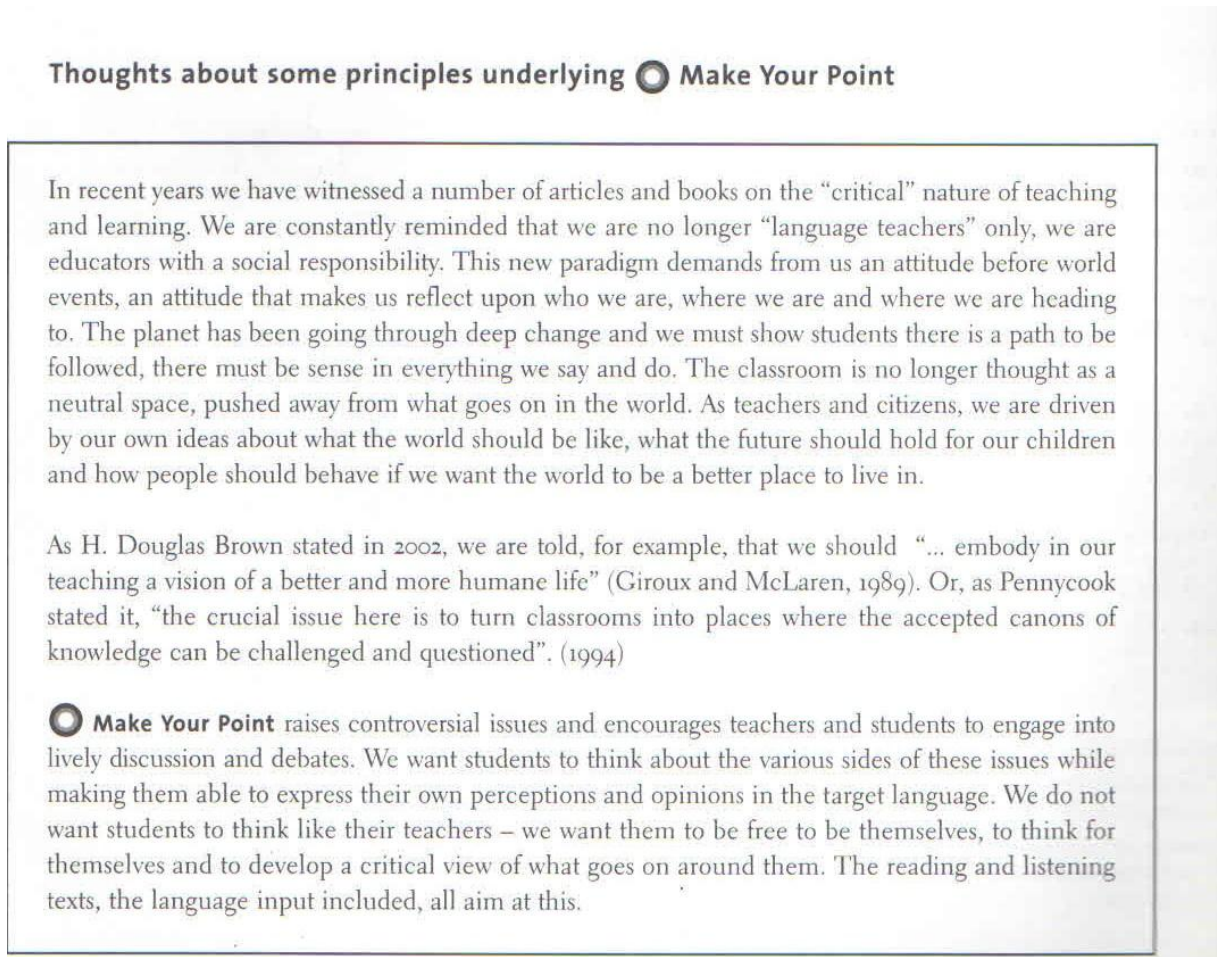 Thoughts about some principles underlying Make Your Point
In recent years we have witnessed a number of articles and books on the “critical” nature of teaching
and learning. We are constantly reminded that we are no longer “language teachers” only, we are
educators with a social responsibility. This new paradigm demands from us an attitude before world
events, an attitude that makes us reflect upon who we are, where we are and where we are heading
to. The planet has been going through deep change and we must show students there is a path to be
followed, there must be sense in everything we say and do. The classroom is no longer thought as a
neutral space, pushed away from what goes on in the world. As teachers and citizens, we are driven
by our own ideas about what the world should be like, what the future should hold for our children
and how people should behave if we want the world to be a better place to live in.
As H. Douglas Brown stated in 2002, we are told, for example, that we should “... embody in our
teaching a vision of a better and more humane life” (Giroux and McLaren, 1989). Or, as Pennycook
stated it, “the crucial issue here is to turn classrooms into places where the accepted canons of
knowledge can be challenged and questioned”. (1994)
Make Your Point raises controversial issues and encourages teachers and students to engage into
lively discussion and debates. We want students to think about the various sides of these issues while
making them able to express their own perceptions and opinions in the target language. We do not
want students to think like their teachers – we want them to be free to be themselves, to think for
themselves and to develop a critical view of what goes on around them. The reading and listening
texts, the language input included, all aim at this.